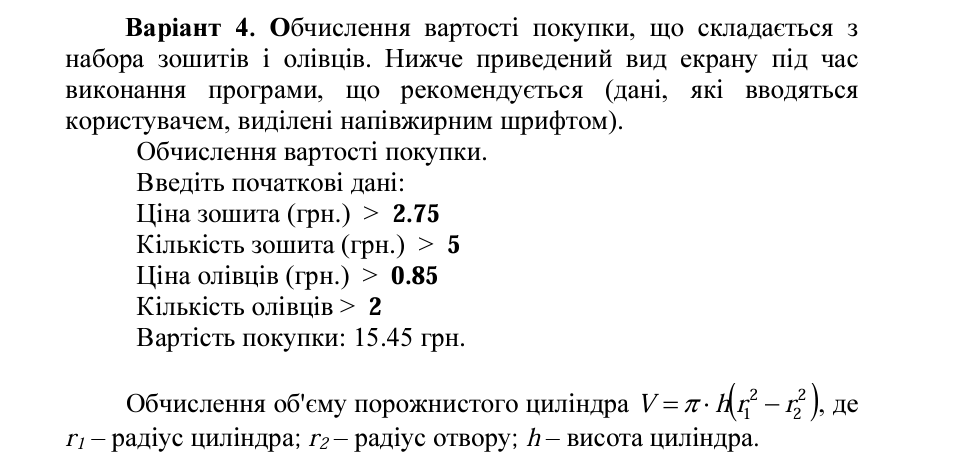 Варіант 4. Обчислення вартості покупки, що складається з
набора зошитів і олівців. Нижче приведений вид екрану під час
виконання програми, що рекомендується (дані, які вводяться
користувачем, виділені напівжирним шрифтом).
Обчислення вартості покупки.
Введіть початкові дані:
Ціна зошита (грн.) > 2.75
Кількість зошита (грн.) > 5
Ціна олівців (грн.) > 0.85
Кількість олівців > 2
Вартість покупки: 15.45 грн.
Обчислення об'єму порожнистого циліндра V = π · h(r₁² – r₂²), де
r₁ – радіус циліндра; r₂ – радіус отвору; h – висота циліндра.